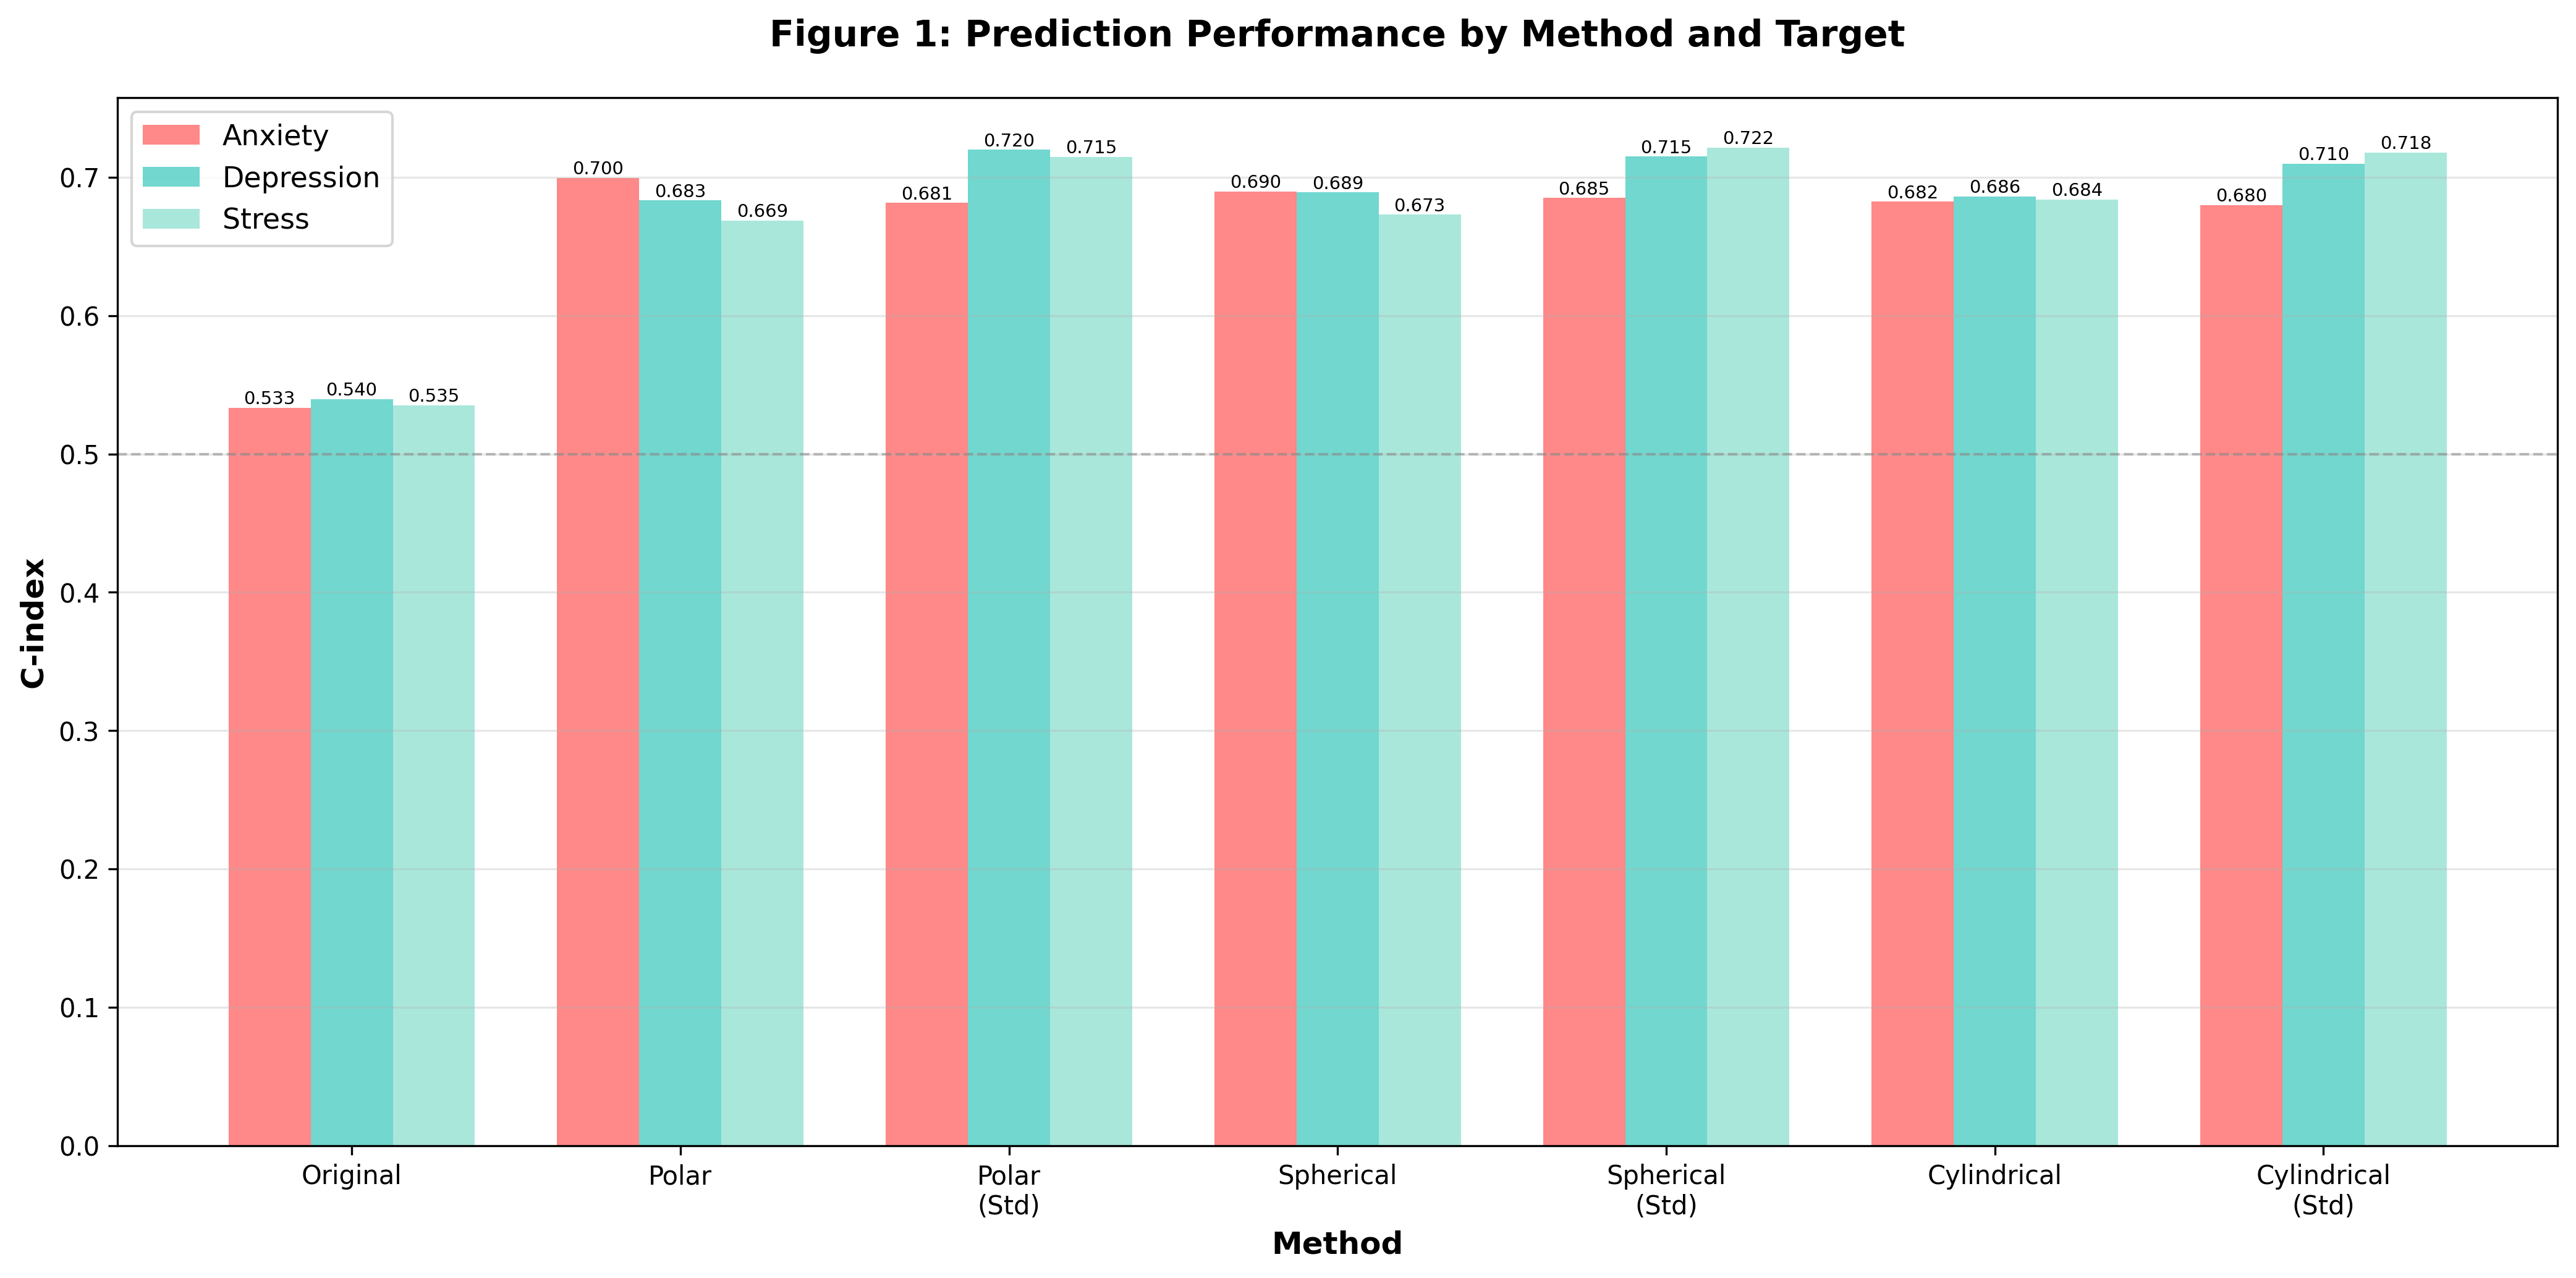 Figure 1: Prediction Performance by Method and Target
Anxiety
Depression
Stress
C-index
0.7
0.6
0.5
0.4
0.3
0.2
0.1
0.0
0.533
0.540
0.535
0.700
0.683
0.669
0.681
0.720
0.715
0.690
0.689
0.673
0.685
0.715
0.722
0.682
0.686
0.684
0.680
0.710
0.718
Original
Polar
Polar
(Std)
Spherical
Spherical
(Std)
Cylindrical
Cylindrical
(Std)
Method